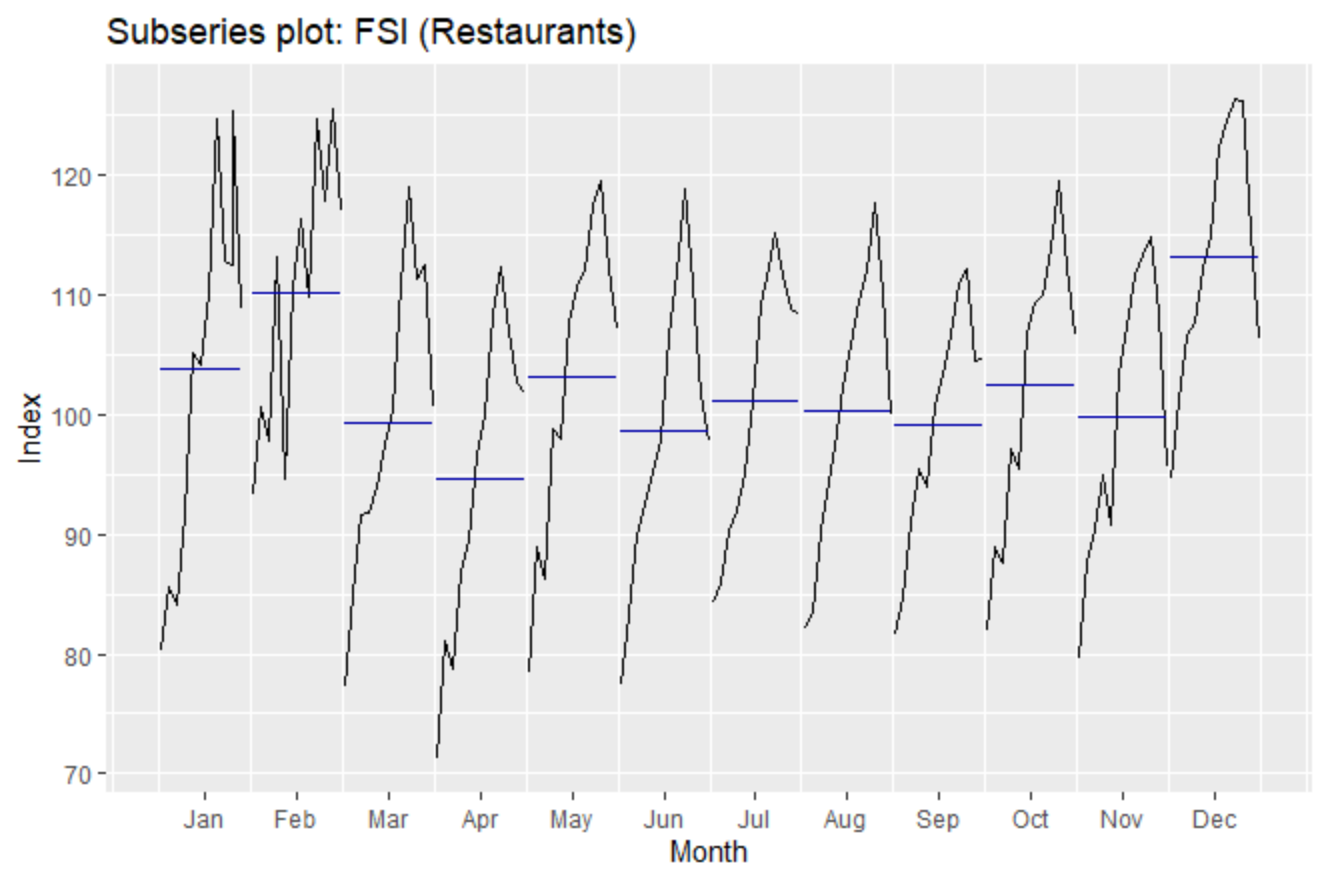 Subseries plot: FSI (Restaurants)
Index
120
110
100
90
80
70
Jan Feb Mar Apr May Jun Jul Aug Sep Oct Nov Dec
Month